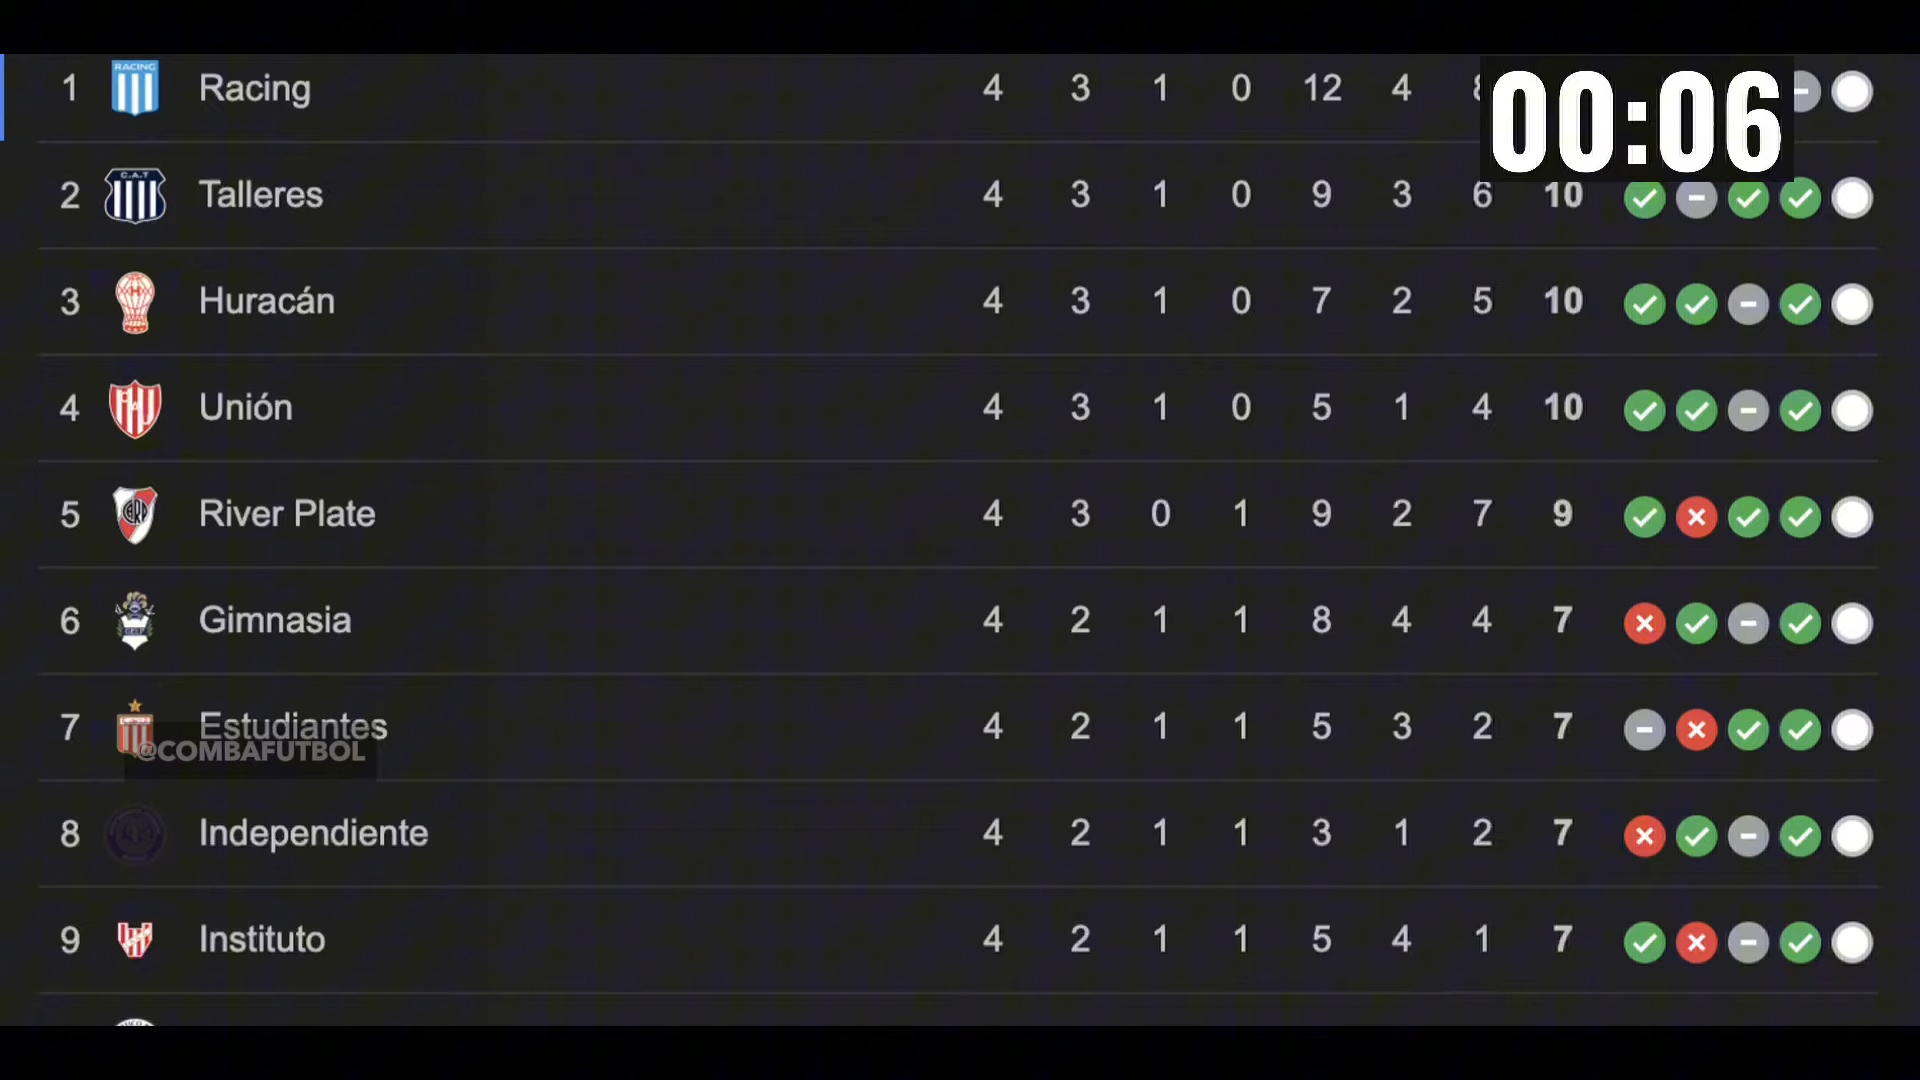 1 RACING Racing 4 3 1 0 12 4
00:06
2 C.A.T Talleres 4 3 1 0 9 3 6 10
3 Huracán 4 3 1 0 7 2 5 10
4 Unión 4 3 1 0 5 1 4 10
5 CARP River Plate 4 3 0 1 9 2 7 9
6 Gimnasia 4 2 1 1 8 4 4 7
7 Estudiantes 4 2 1 1 5 3 2 7
@COMBAFUTBOL
8 Independiente 4 2 1 1 3 1 2 7
9 Instituto 4 2 1 1 5 4 1 7